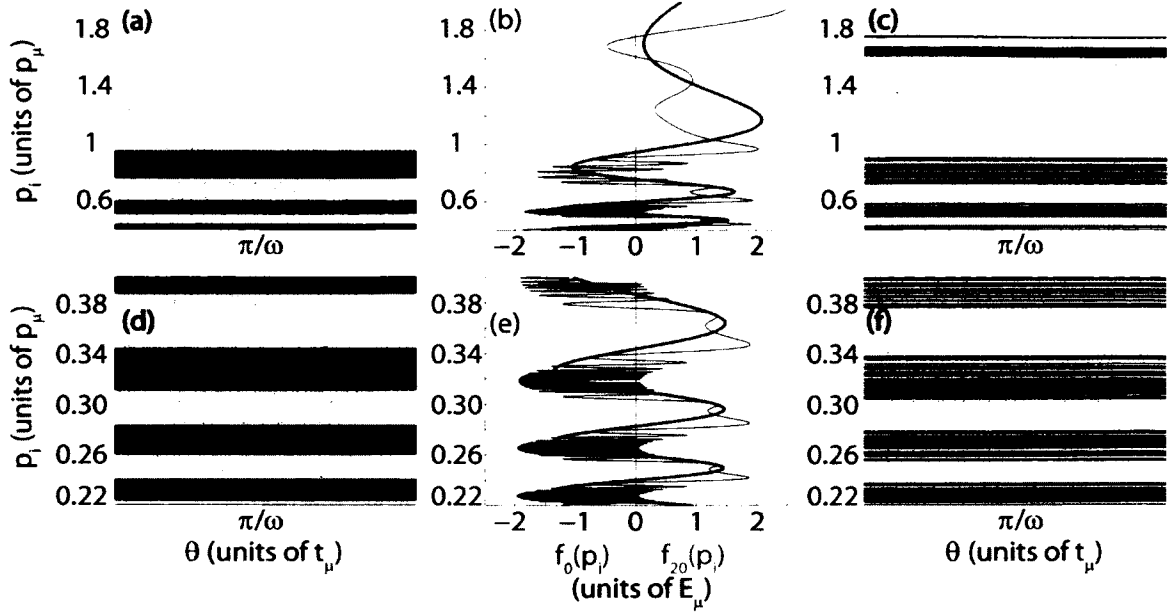 (a) (b) (c)
1.8 1.8 1.8
1.4 1.4 1.4
1 1 1
0.6 0.6 0.6
p_i (units of p_μ)
π/ω −2 −1 0 1 2 π/ω
(d) (e) (f)
0.38 0.38 0.38
0.34 0.34 0.34
0.30 0.30 0.30
0.26 0.26 0.26
0.22 0.22 0.22
p_i (units of p_μ)
π/ω −2 −1 0 1 2 π/ω
θ (units of t_μ) f_0(p_i) f_20(p_i) θ (units of t_μ)
(units of E_μ)